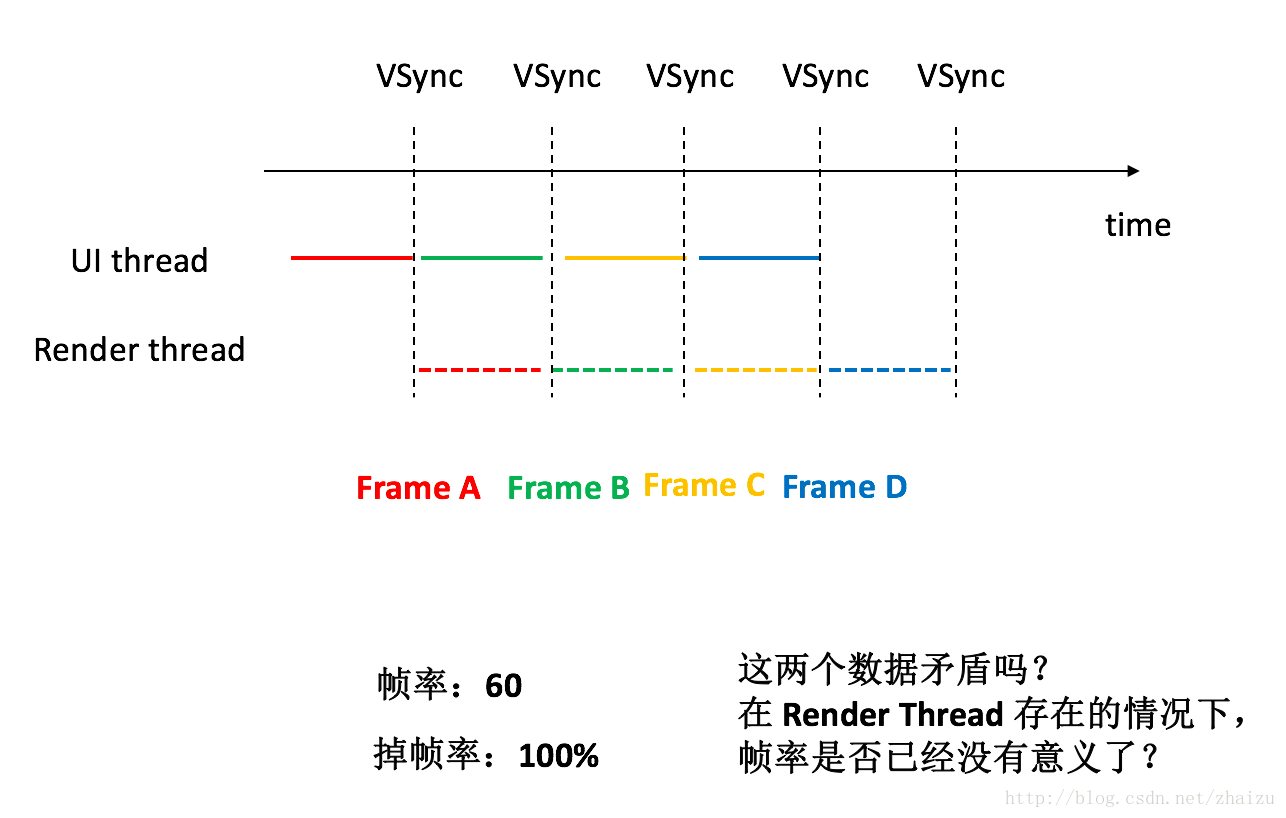 VSync VSync VSync VSync VSync
time
UI thread
Render thread
Frame A Frame B Frame C Frame D
帧率：60
掉帧率：100%
这两个数据矛盾吗？
在 Render Thread 存在的情况下，
帧率是否已经没有意义了？
http://blog.csdn.net/zhaizu